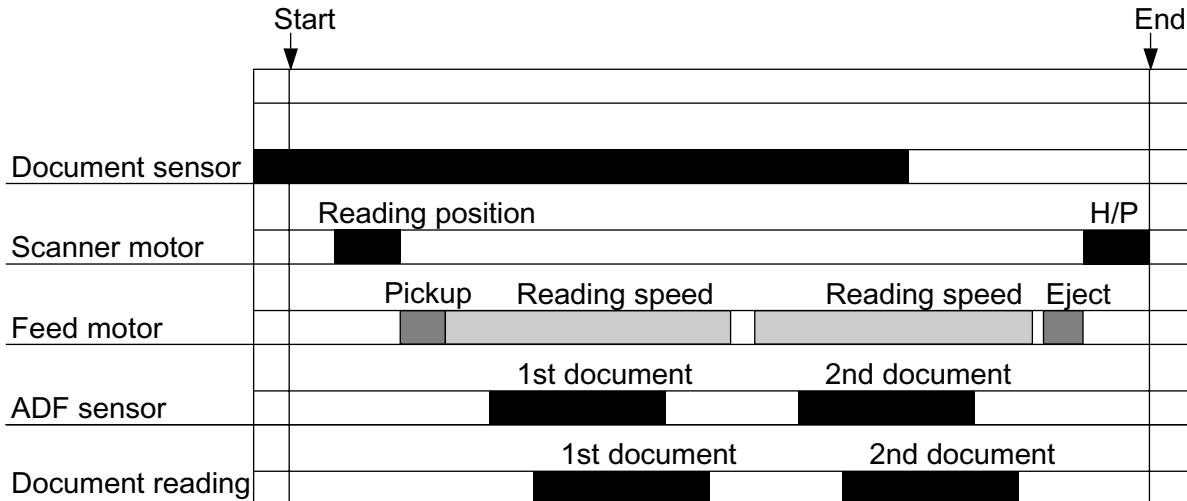 Start End
Document sensor
Reading position H/P
Scanner motor
Pickup Reading speed Reading speed Eject
Feed motor
1st document 2nd document
ADF sensor
1st document 2nd document
Document reading